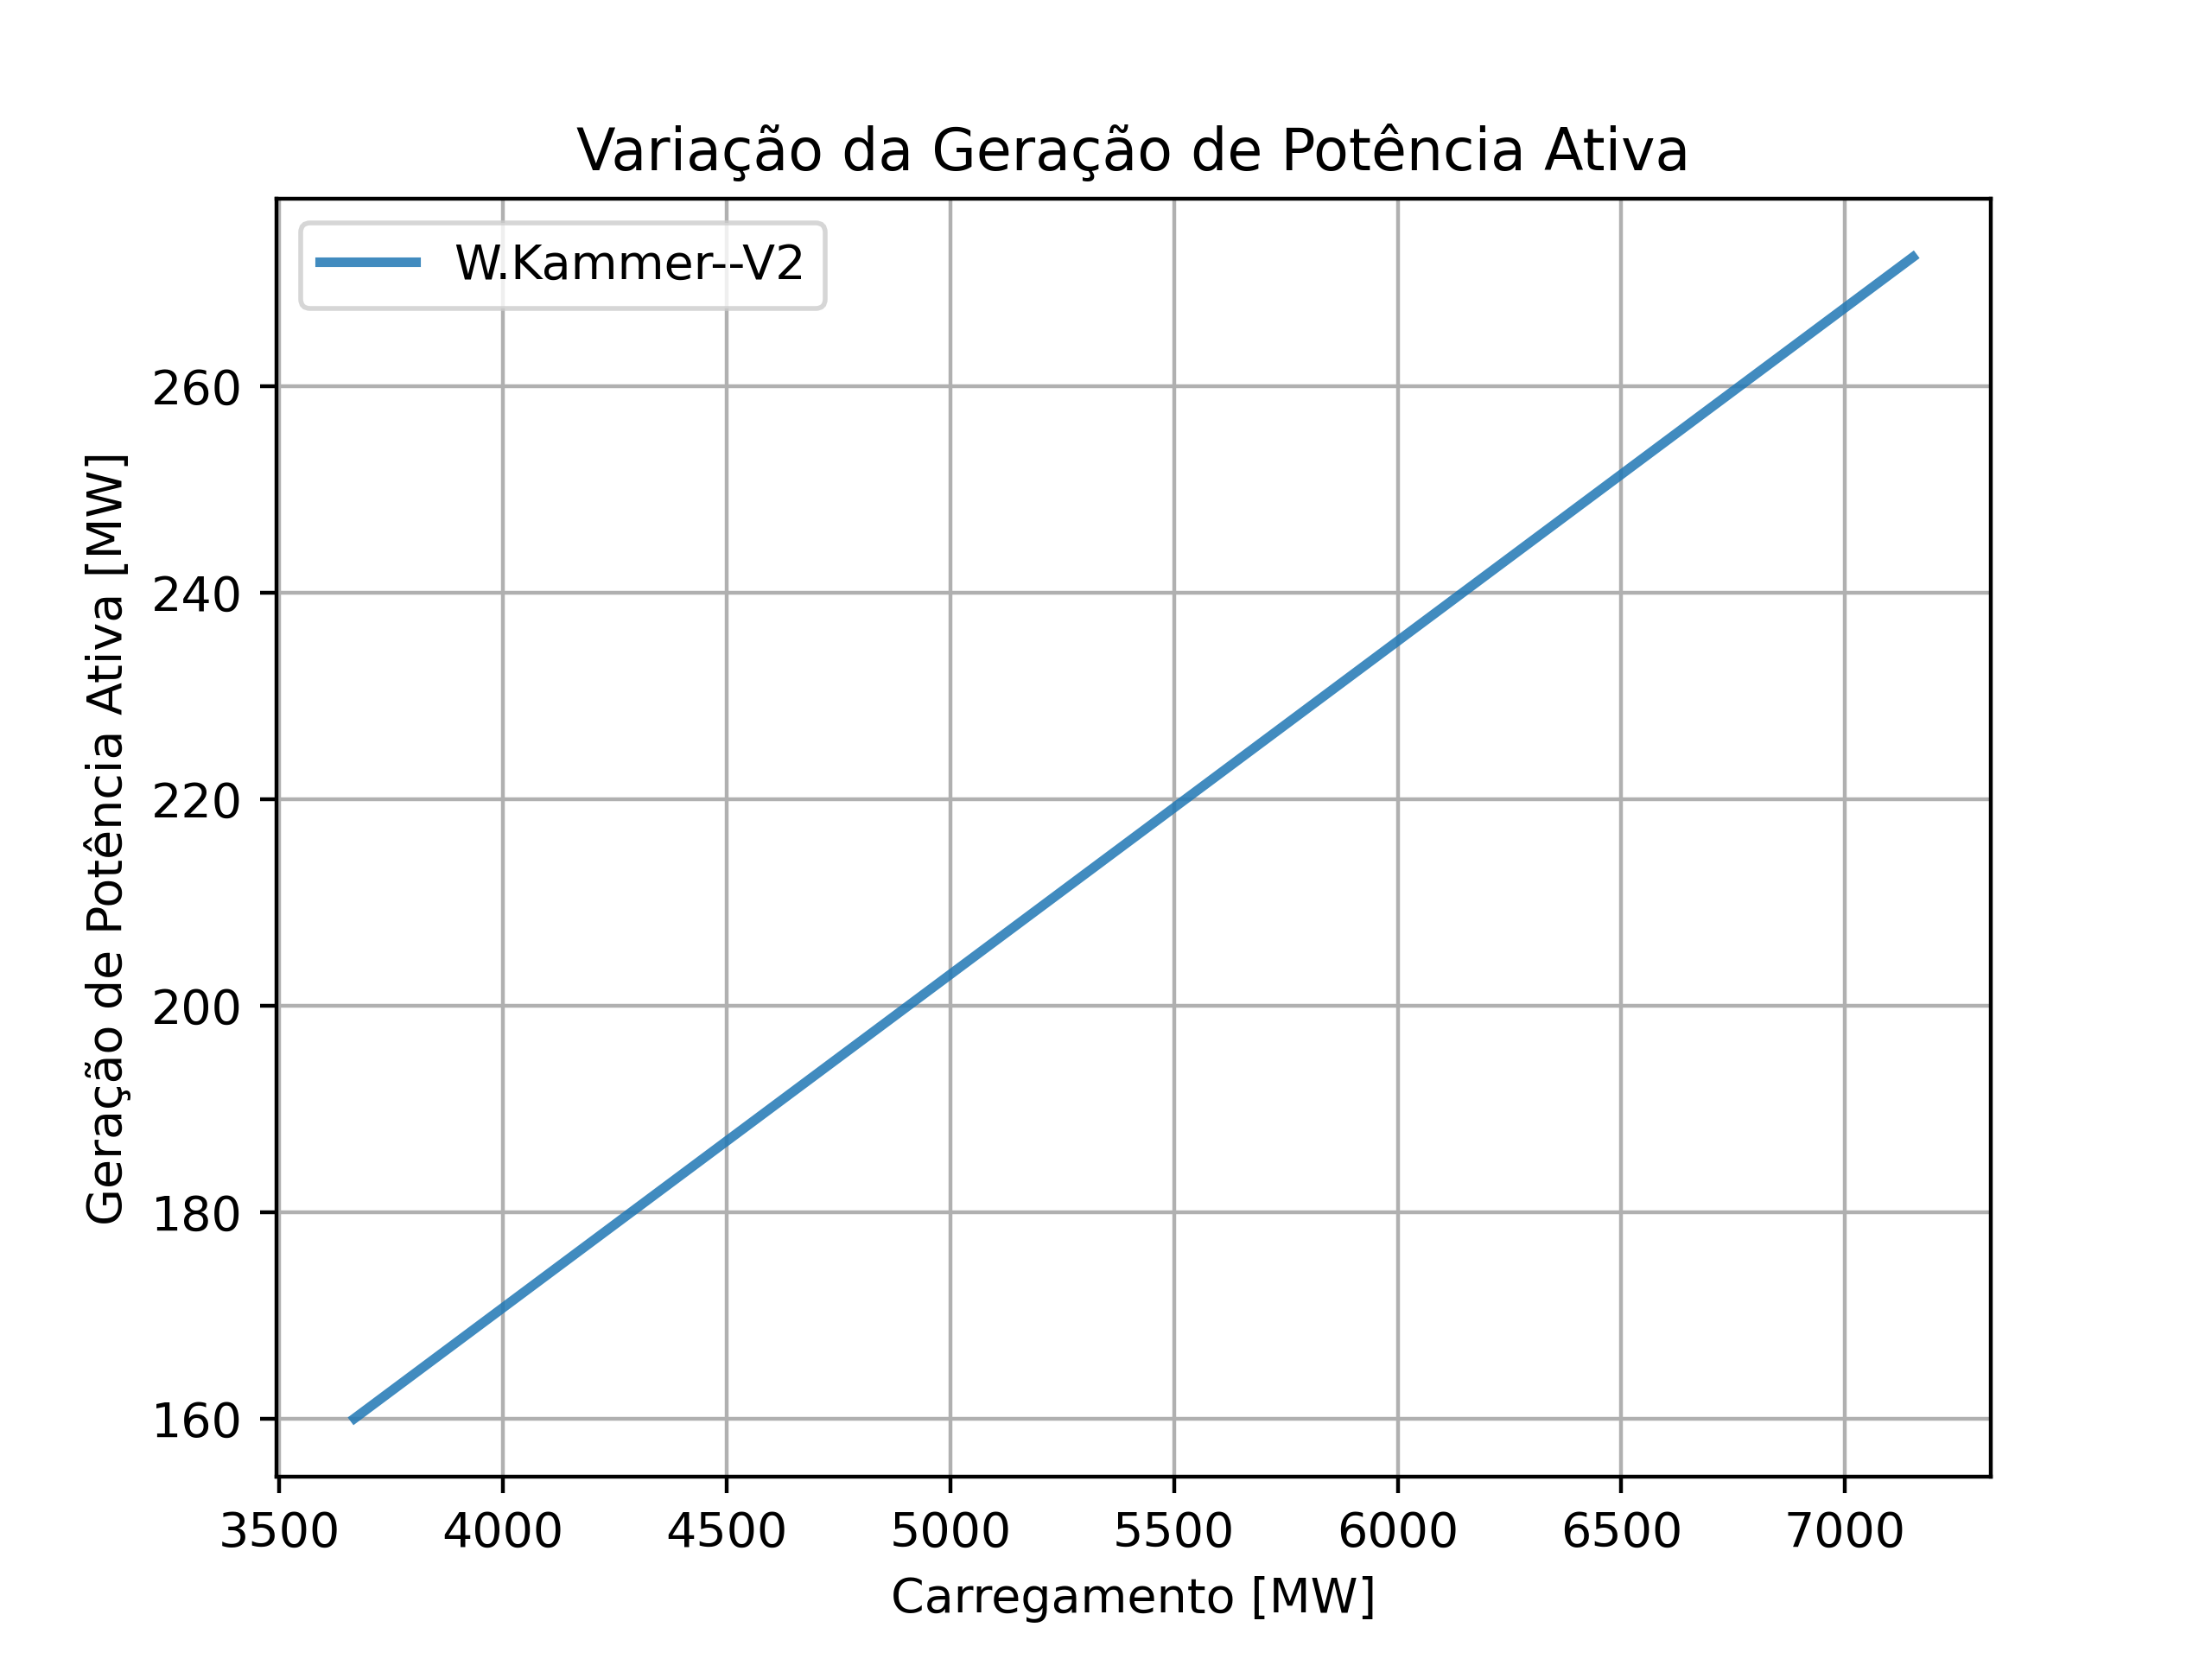 Variação da Geração de Potência Ativa
W.Kammer--V2
Geração de Potência Ativa [MW]
260
240
220
200
180
160
3500 4000 4500 5000 5500 6000 6500 7000
Carregamento [MW]